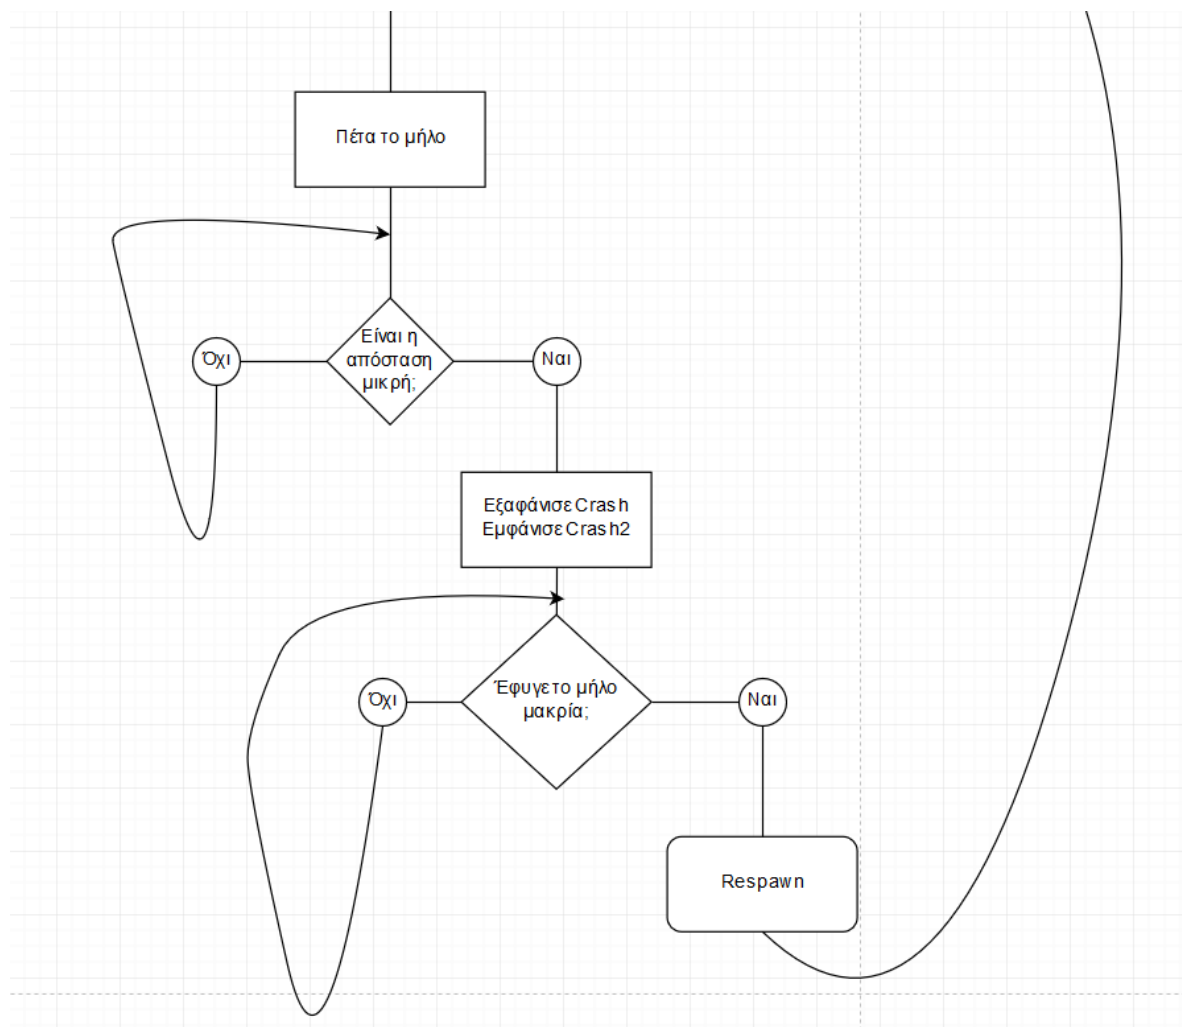 Πέτα το μήλο
Είναι η
απόσταση
μικρή;
Όχι
Ναι
Εξαφάνισε Crash
Εμφάνισε Crash2
Έφυγε το μήλο
μακρία;
Όχι
Ναι
Respawn